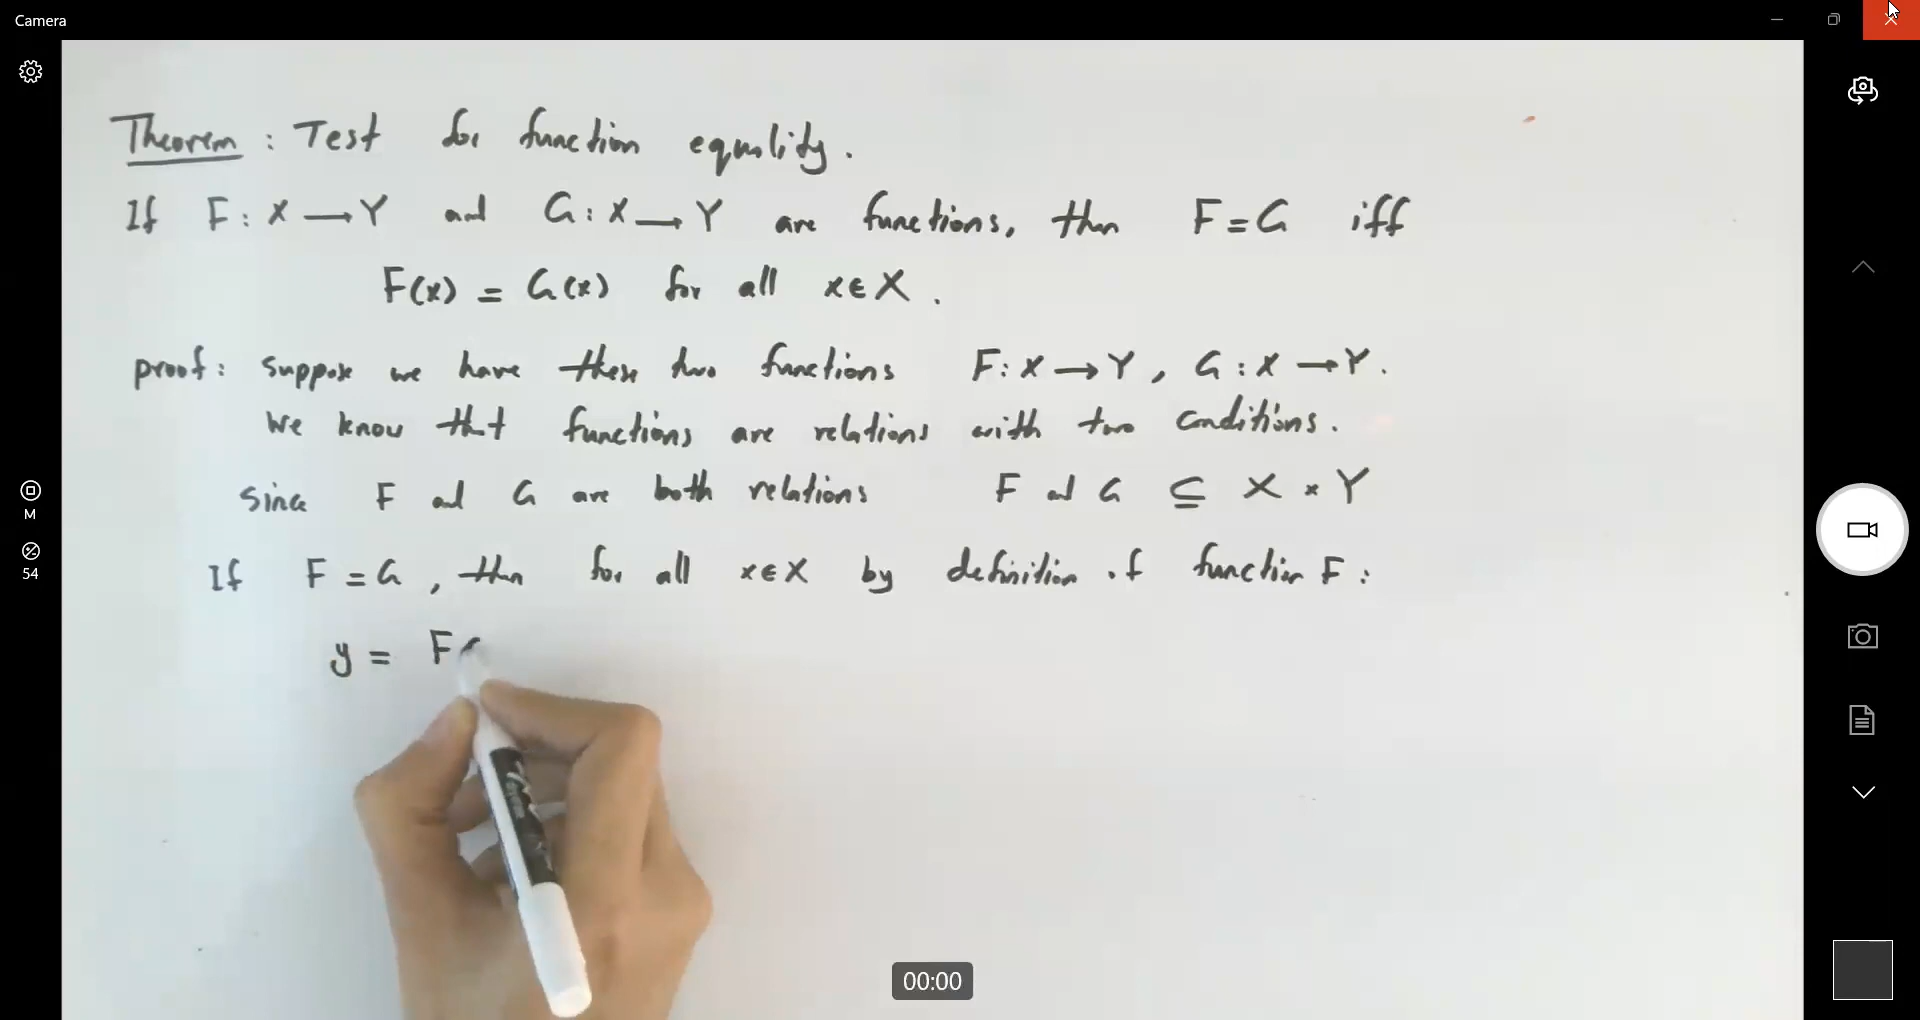 Camera
Theorem : Test for function equality.
If F : X → Y and G : X → Y are functions, then F = G iff
F(x) = G(x) for all x ∈ X .
proof : suppose we have these two functions F : X → Y , G : X → Y .
We know that functions are relations with two conditions.
Since F and G are both relations F and G ⊆ X × Y
If F = G , then for all x ∈ X by definition of function F :
y = F(
M
54
00:00